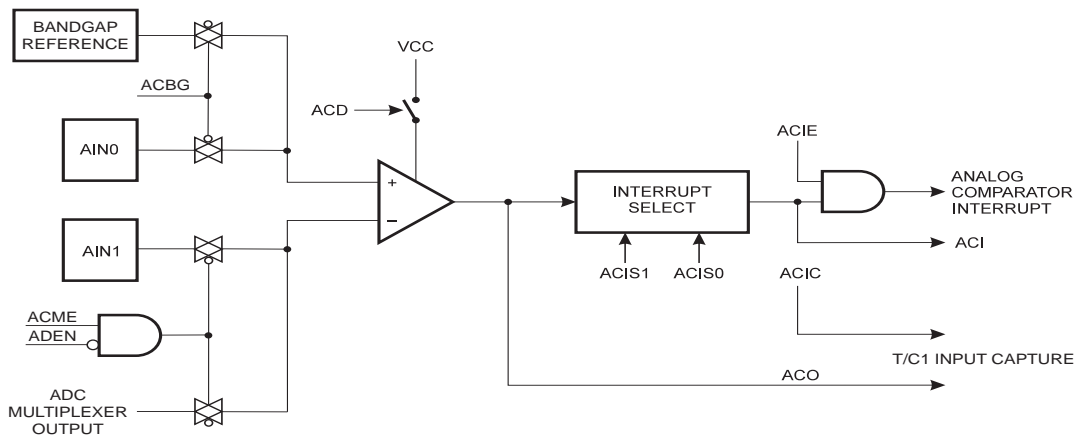 BANDGAP
REFERENCE
VCC
ACBG
ACD
AIN0
ACIE
+
INTERRUPT
SELECT
ANALOG
COMPARATOR
INTERRUPT
−
AIN1
ACI
ACIS1
ACIS0
ACIC
ACME
ADEN
T/C1 INPUT CAPTURE
ACO
ADC
MULTIPLEXER
OUTPUT